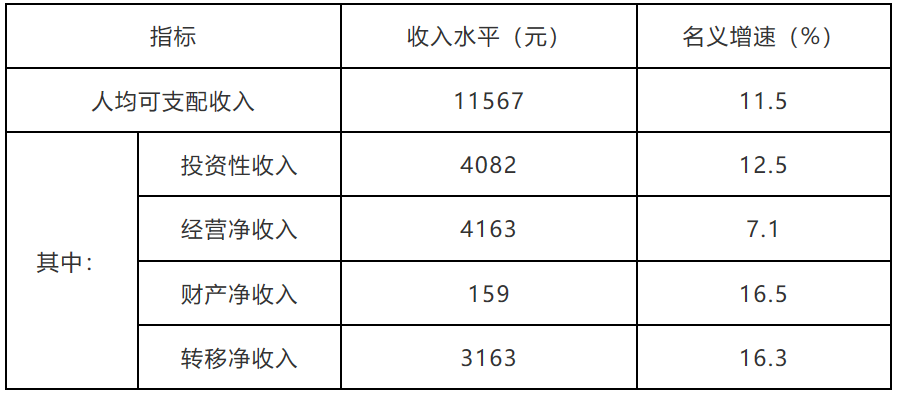 指标 收入水平（元） 名义增速（%）
人均可支配收入 11567 11.5
投资性收入 4082 12.5
经营净收入 4163 7.1
其中：
财产净收入 159 16.5
转移净收入 3163 16.3